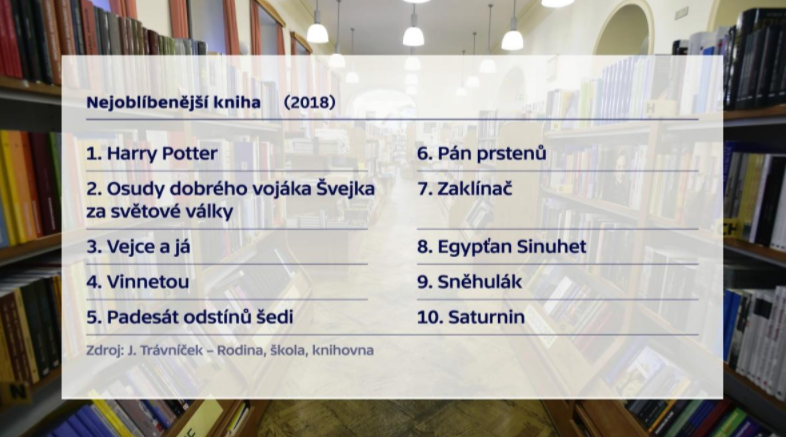 Nejoblíbenější kniha (2018)
1. Harry Potter
2. Osudy dobrého vojáka Švejka
za světové války
3. Vejce a já
4. Vinnetou
5. Padesát odstínů šedi
6. Pán prstenů
7. Zaklínač
8. Egypťan Sinuhet
9. Sněhulák
10. Saturnin
Zdroj: J. Trávníček – Rodina, škola, knihovna